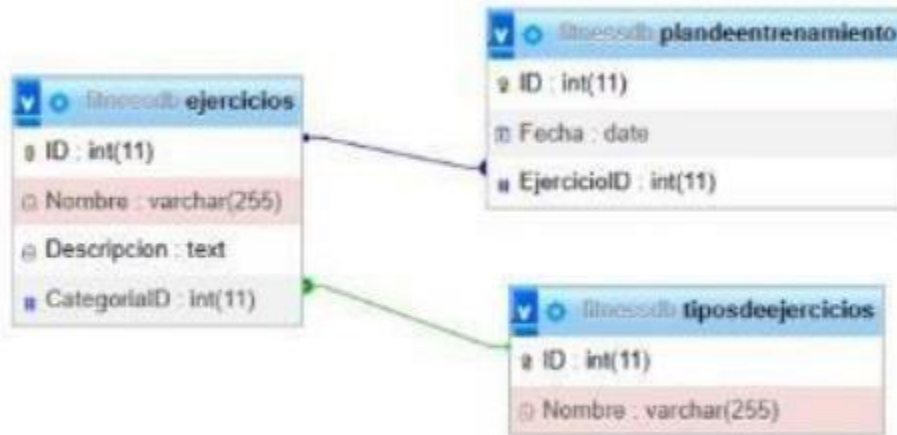 fitnessdb ejercicios
ID : int(11)
Nombre : varchar(255)
Descripcion : text
CategoriaID : int(11)
fitnessdb plandeentrenamiento
ID : int(11)
Fecha : date
EjercicioID : int(11)
fitnessdb tiposdeejercicios
ID : int(11)
Nombre : varchar(255)